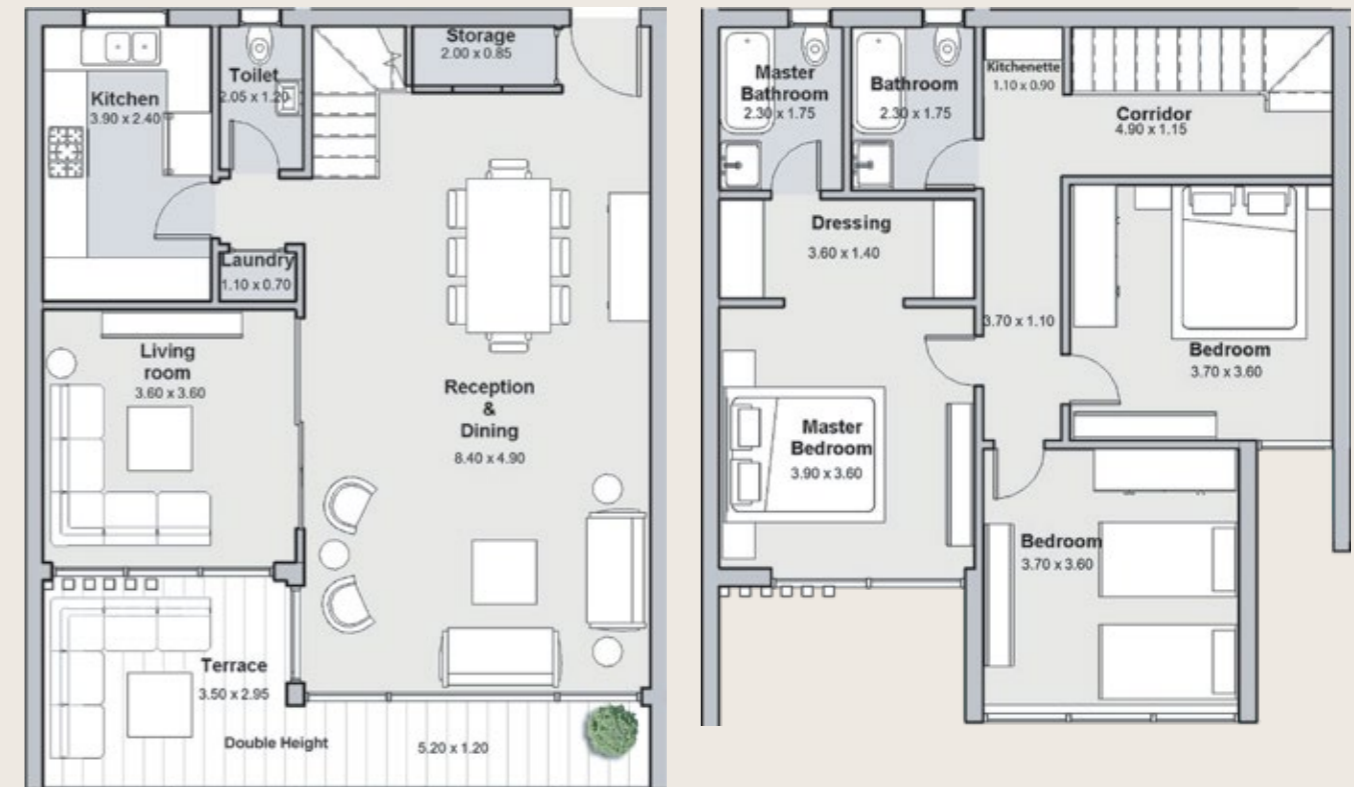 Storage
2.00 x 0.85
Toilet
2.05 x 1.20
Kitchen
3.90 x 2.40
Laundry
1.10 x 0.70
Living
room
3.60 x 3.60
Reception
&
Dining
8.40 x 4.90
Terrace
3.50 x 2.95
Double Height
5.20 x 1.20
Master
Bathroom
2.30 x 1.75
Bathroom
2.30 x 1.75
Kitchenette
1.10 x 0.90
Corridor
4.90 x 1.15
Dressing
3.60 x 1.40
3.70 x 1.10
Bedroom
3.70 x 3.60
Master
Bedroom
3.90 x 3.60
Bedroom
3.70 x 3.60